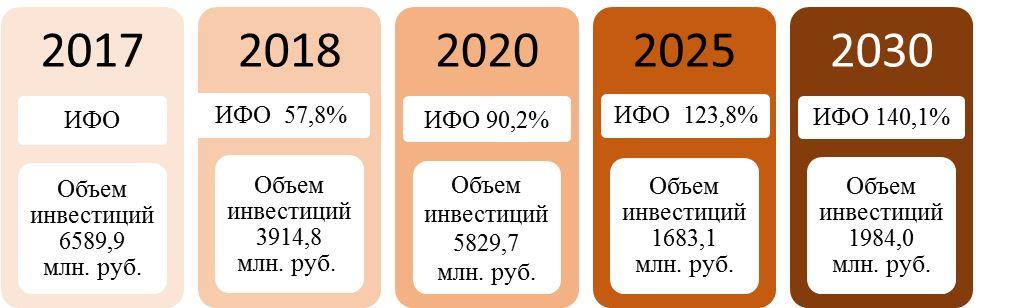 2017
ИФО
Объем
инвестиций
6589,9
млн. руб.
2018
ИФО 57,8%
Объем
инвестиций
3914,8
млн. руб.
2020
ИФО 90,2%
Объем
инвестиций
5829,7
млн. руб.
2025
ИФО 123,8%
Объем
инвестиций
1683,1
млн. руб.
2030
ИФО 140,1%
Объем
инвестиций
1984,0
млн. руб.